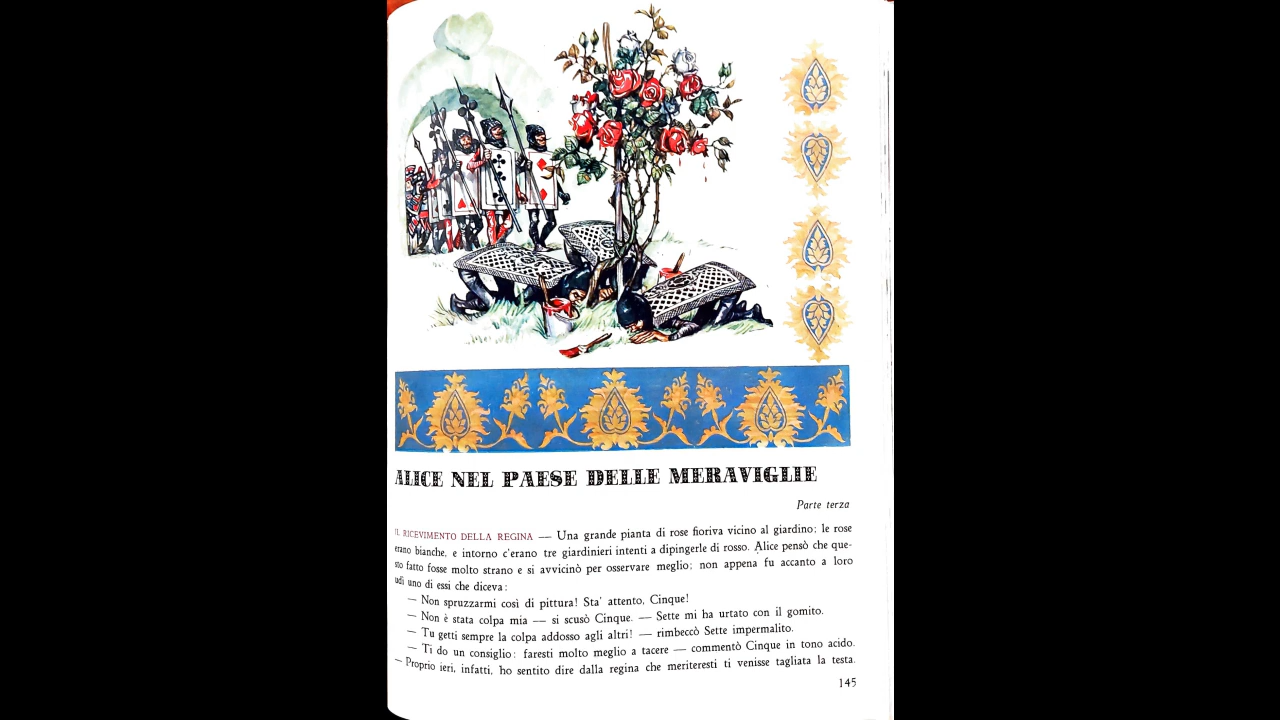 ALICE NEL PAESE DELLE MERAVIGLIE
Parte terza
IL RICEVIMENTO DELLA REGINA — Una grande pianta di rose fioriva vicino al giardino; le rose
erano bianche, e intorno c'erano tre giardinieri intenti a dipingerle di rosso. Alice pensò che que-
sto fatto fosse molto strano e si avvicinò per osservare meglio; non appena fu accanto a loro
udì uno di essi che diceva:
— Non spruzzarmi così di pittura! Sta' attento, Cinque!
— Non è stata colpa mia — si scusò Cinque. — Sette mi ha urtato con il gomito.
— Tu getti sempre la colpa addosso agli altri! — rimbeccò Sette impermalito.
— Ti do un consiglio: faresti molto meglio a tacere — commentò Cinque in tono acido.
— Proprio ieri, infatti, ho sentito dire dalla regina che meriteresti ti venisse tagliata la testa.
145